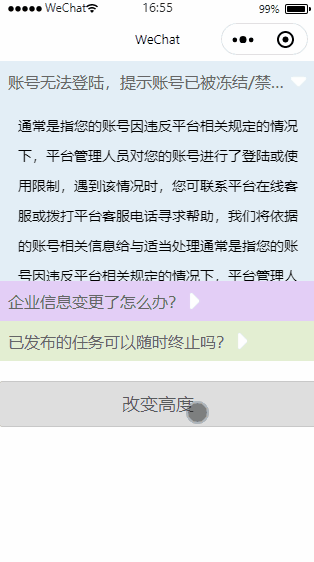 WeChat 16:55 99%
WeChat
账号无法登陆，提示账号已被冻结/禁...
通常是指您的账号因违反平台相关规定的情况
下，平台管理人员对您的账号进行了登陆或使
用限制，遇到该情况时，您可联系平台在线客
服或拨打平台客服电话寻求帮助，我们将依据
的账号相关信息给与适当处理通常是指您的账
号因违反平台相关规定的情况下，平台管理人
企业信息变更了怎么办？
已发布的任务可以随时终止吗？
改变高度